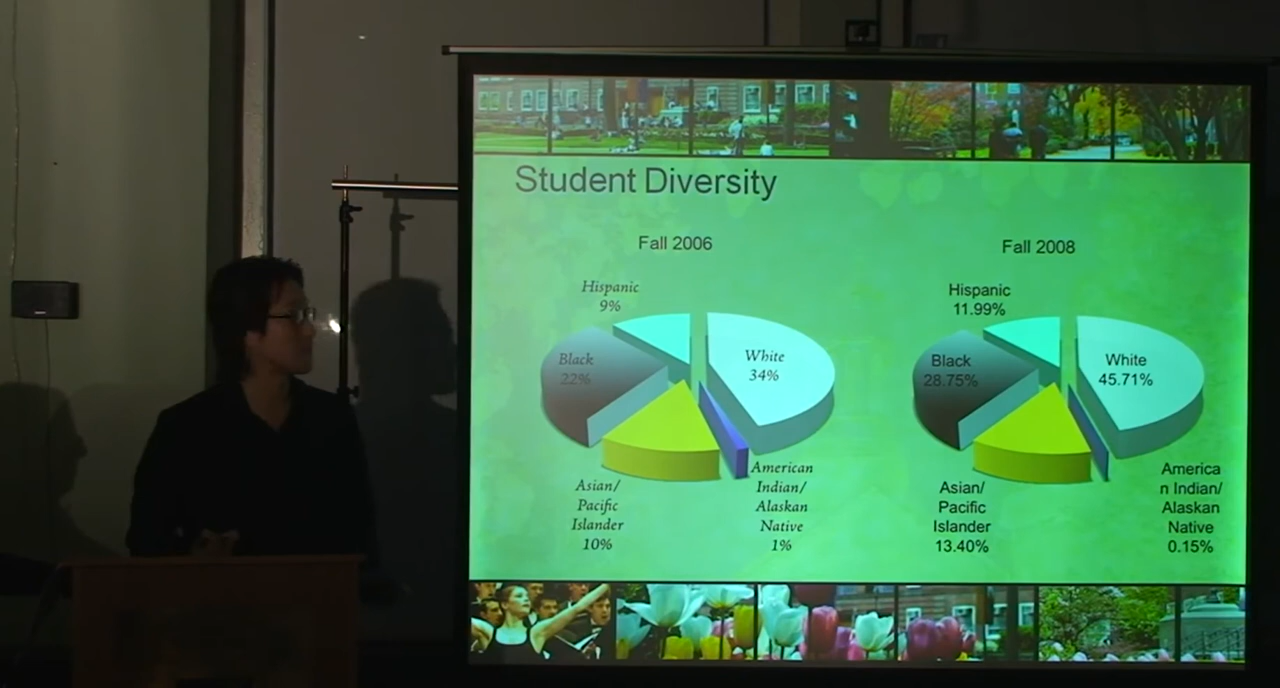 Student Diversity
Fall 2006
Hispanic
9%
Black
22%
White
34%
Asian/
Pacific
Islander
10%
American
Indian/
Alaskan
Native
1%
Fall 2008
Hispanic
11.99%
Black
28.75%
White
45.71%
Asian/
Pacific
Islander
13.40%
America
n Indian/
Alaskan
Native
0.15%